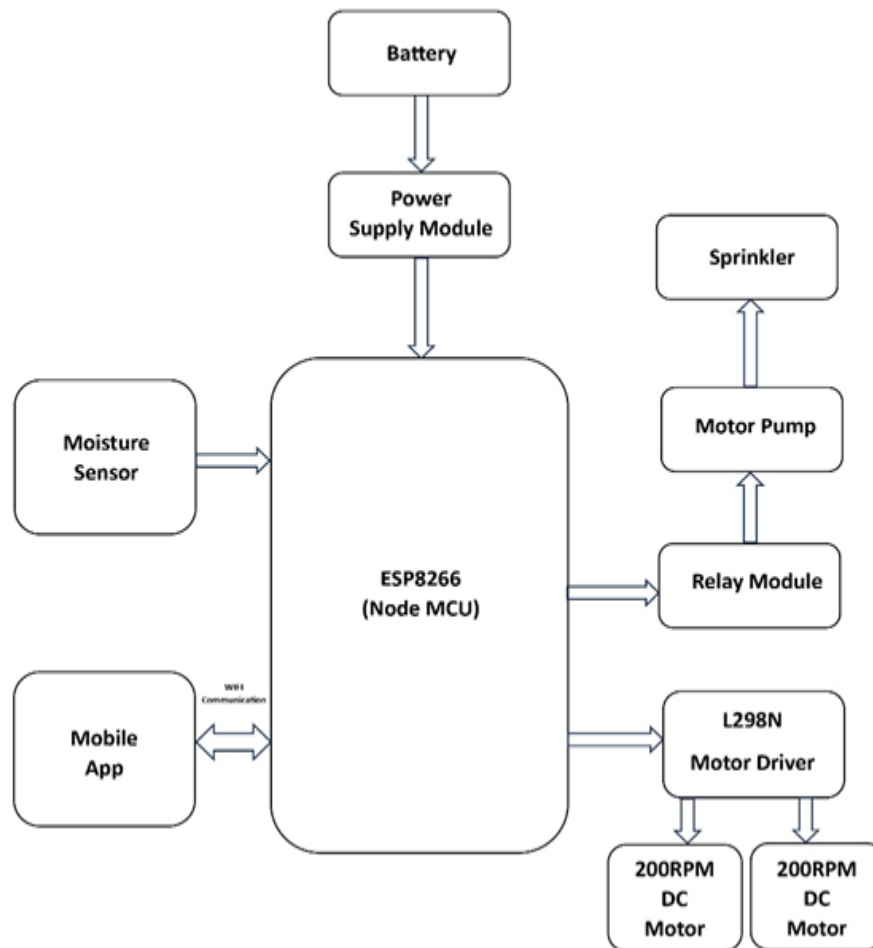 Battery
Power
Supply Module
Sprinkler
Moisture
Sensor
Motor Pump
ESP8266
(Node MCU)
Relay Module
WIFI
Communication
Mobile
App
L298N
Motor Driver
200RPM
DC
Motor
200RPM
DC
Motor